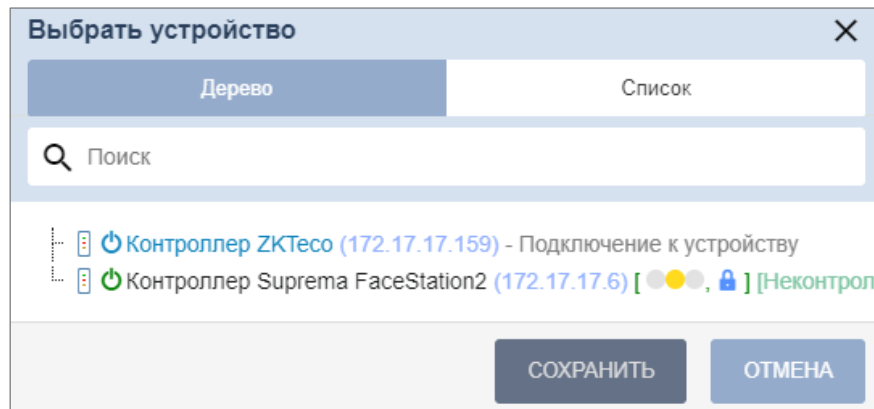 Выбрать устройство
Дерево
Список
Поиск
Контроллер ZKTeco (172.17.17.159) - Подключение к устройству
Контроллер Suprema FaceStation2 (172.17.17.6) [ , ] [Неконтрол
СОХРАНИТЬ
ОТМЕНА